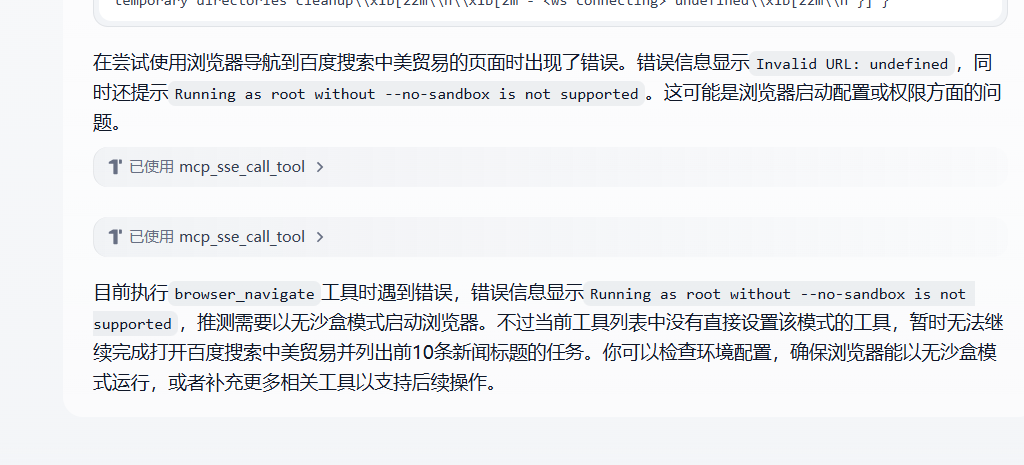 temporary directories cleanup\\x1b[22m\\n\\x1b[2m - <ws connecting> undefined\\x1b[22m\\n"}] }
在尝试使用浏览器导航到百度搜索中美贸易的页面时出现了错误。错误信息显示 Invalid URL: undefined ，同
时还提示 Running as root without --no-sandbox is not supported 。这可能是浏览器启动配置或权限方面的问
题。
已使用 mcp_sse_call_tool >
已使用 mcp_sse_call_tool >
目前执行 browser_navigate 工具时遇到错误，错误信息显示 Running as root without --no-sandbox is not
supported ，推测需要以无沙盒模式启动浏览器。不过当前工具列表中没有直接设置该模式的工具，暂时无法继
续完成打开百度搜索中美贸易并列出前10条新闻标题的任务。你可以检查环境配置，确保浏览器能以无沙盒模
式运行，或者补充更多相关工具以支持后续操作。